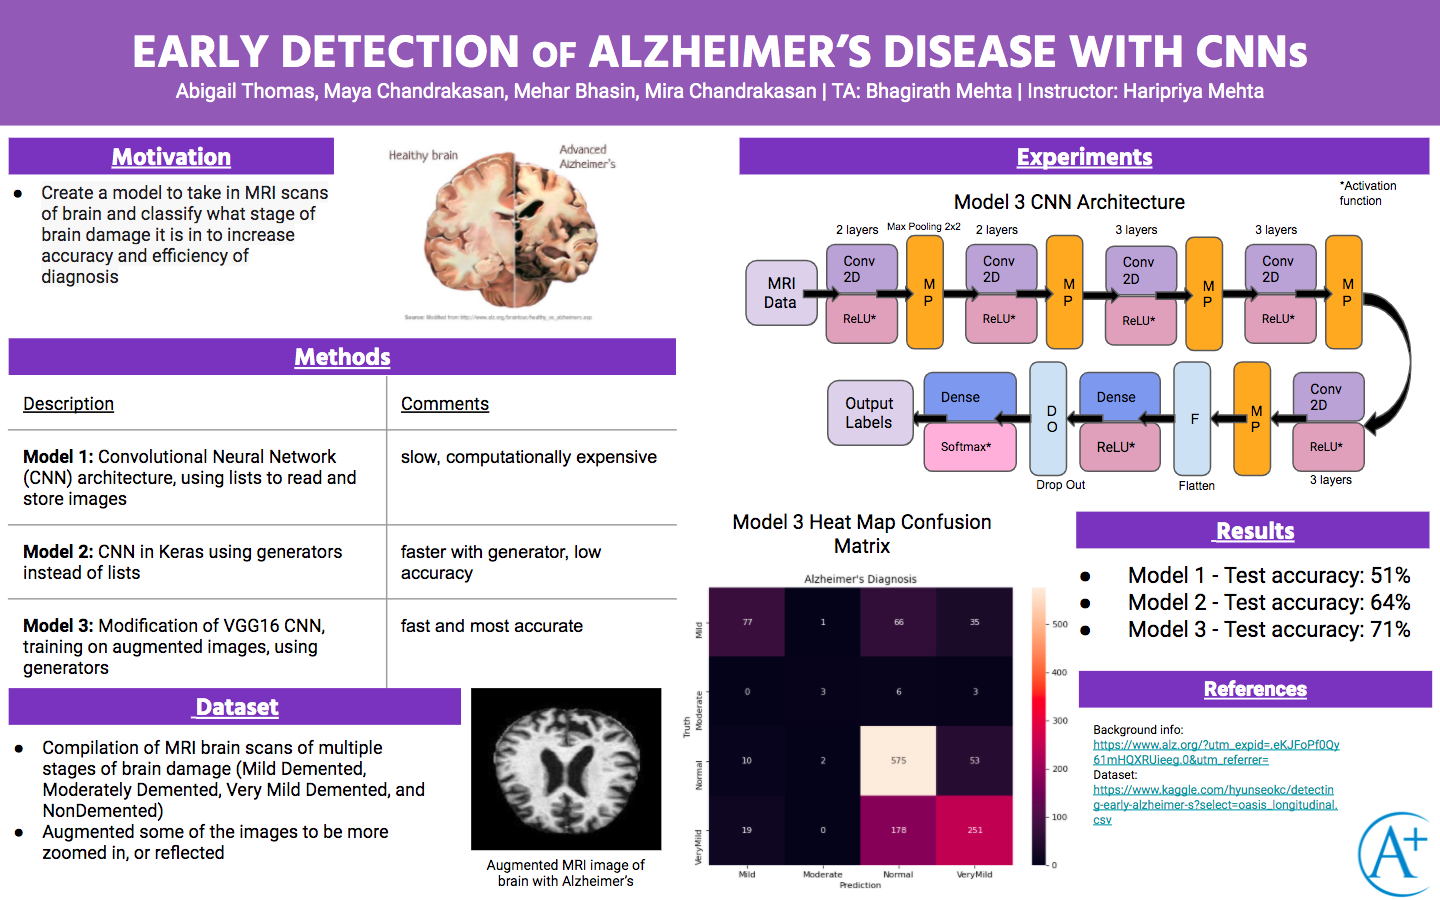 EARLY DETECTION OF ALZHEIMER'S DISEASE WITH CNNs
Abigail Thomas, Maya Chandrakasan, Mehar Bhasin, Mira Chandrakasan | TA: Bhagirath Mehta | Instructor: Haripriya Mehta
Motivation
● Create a model to take in MRI scans
of brain and classify what stage of
brain damage it is in to increase
accuracy and efficiency of
diagnosis
Healthy brain
Advanced
Alzheimer's
Source: Modified from http://www.alz.org/braintour/healthy_vs_alzheimers.asp
Methods
Description
Comments
Model 1: Convolutional Neural Network
(CNN) architecture, using lists to read and
store images
slow, computationally expensive
Model 2: CNN in Keras using generators
instead of lists
faster with generator, low
accuracy
Model 3: Modification of VGG16 CNN,
training on augmented images, using
generators
fast and most accurate
Dataset
● Compilation of MRI brain scans of multiple
stages of brain damage (Mild Demented,
Moderately Demented, Very Mild Demented, and
NonDemented)
● Augmented some of the images to be more
zoomed in, or reflected
Augmented MRI image of
brain with Alzheimer's
Experiments
Model 3 CNN Architecture
*Activation
function
2 layers
Max Pooling 2x2
2 layers
3 layers
3 layers
MRI
Data
Conv
2D
ReLU*
M
P
Conv
2D
ReLU*
M
P
Conv
2D
ReLU*
M
P
Conv
2D
ReLU*
M
P
Output
Labels
Dense
Softmax*
D
O
Drop Out
Dense
ReLU*
F
Flatten
M
P
Conv
2D
ReLU*
3 layers
Model 3 Heat Map Confusion
Matrix
Alzheimer's Diagnosis
Truth
Mild
77 1 66 35
Moderate
0 3 6 3
Normal
10 2 575 53
VeryMild
19 0 178 251
Mild Moderate Normal VeryMild
Prediction
500
400
300
200
100
0
Results
● Model 1 - Test accuracy: 51%
● Model 2 - Test accuracy: 64%
● Model 3 - Test accuracy: 71%
References
Background info:
https://www.alz.org/?utm_expid=.eKJFoPf0Qy
61mHQXRUieeg.0&utm_referrer=
Dataset:
https://www.kaggle.com/hyunseokc/detectin
g-early-alzheimer-s?select=oasis_longitudinal.
csv
A+